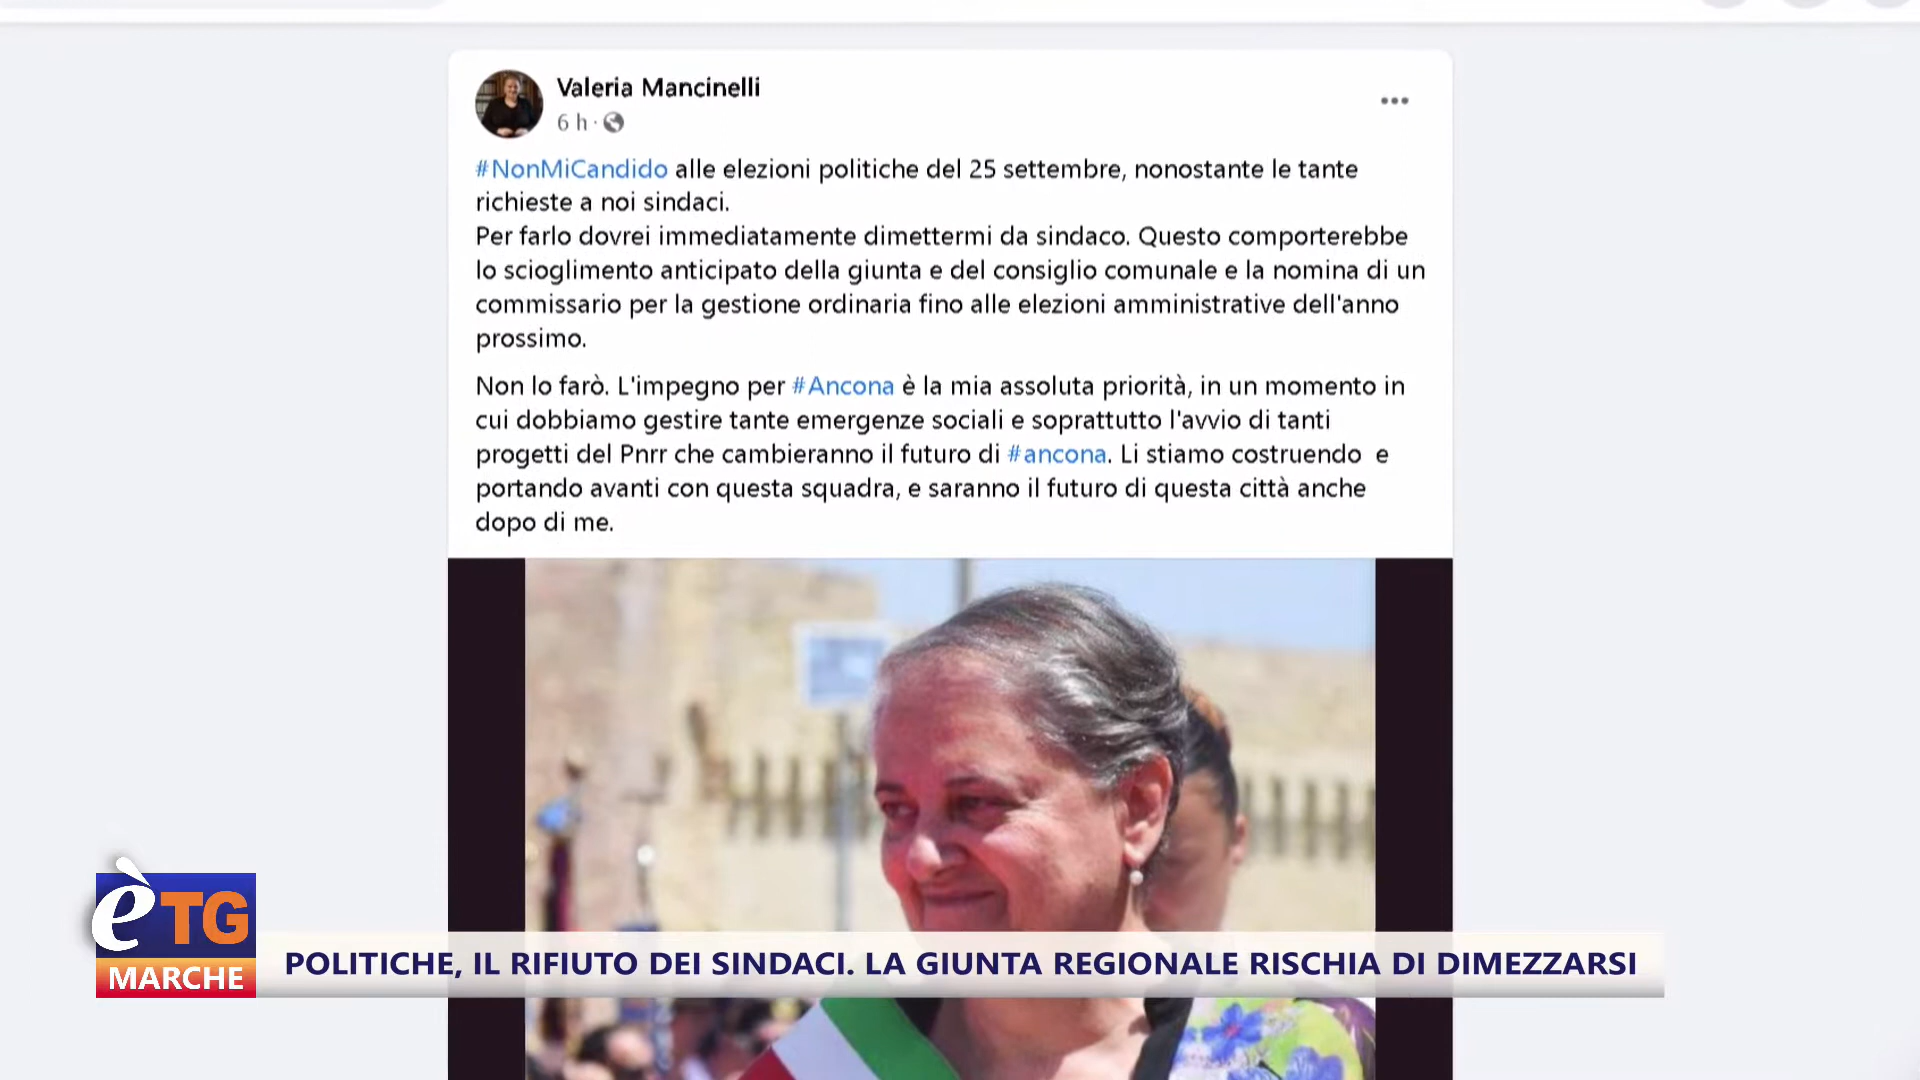 Valeria Mancinelli
6 h ·
#NonMiCandido alle elezioni politiche del 25 settembre, nonostante le tante
richieste a noi sindaci.
Per farlo dovrei immediatamente dimettermi da sindaco. Questo comporterebbe
lo scioglimento anticipato della giunta e del consiglio comunale e la nomina di un
commissario per la gestione ordinaria fino alle elezioni amministrative dell'anno
prossimo.
Non lo farò. L'impegno per #Ancona è la mia assoluta priorità, in un momento in
cui dobbiamo gestire tante emergenze sociali e soprattutto l'avvio di tanti
progetti del Pnrr che cambieranno il futuro di #ancona. Li stiamo costruendo e
portando avanti con questa squadra, e saranno il futuro di questa città anche
dopo di me.
è TG
MARCHE
POLITICHE, IL RIFIUTO DEI SINDACI. LA GIUNTA REGIONALE RISCHIA DI DIMEZZARSI